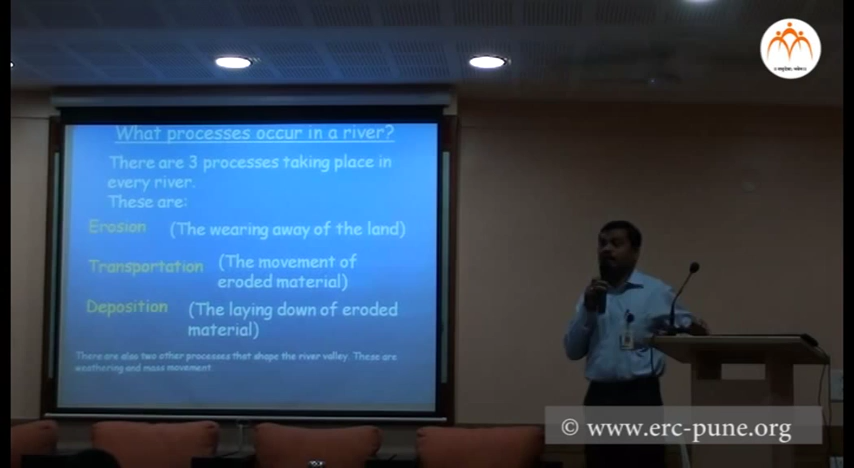 What processes occur in a river?
There are 3 processes taking place in
every river.
These are:
Erosion (The wearing away of the land)
Transportation (The movement of
eroded material)
Deposition (The laying down of eroded
material)
There are also two other processes that shape the river valley. These are
weathering and mass movement.
© www.erc-pune.org